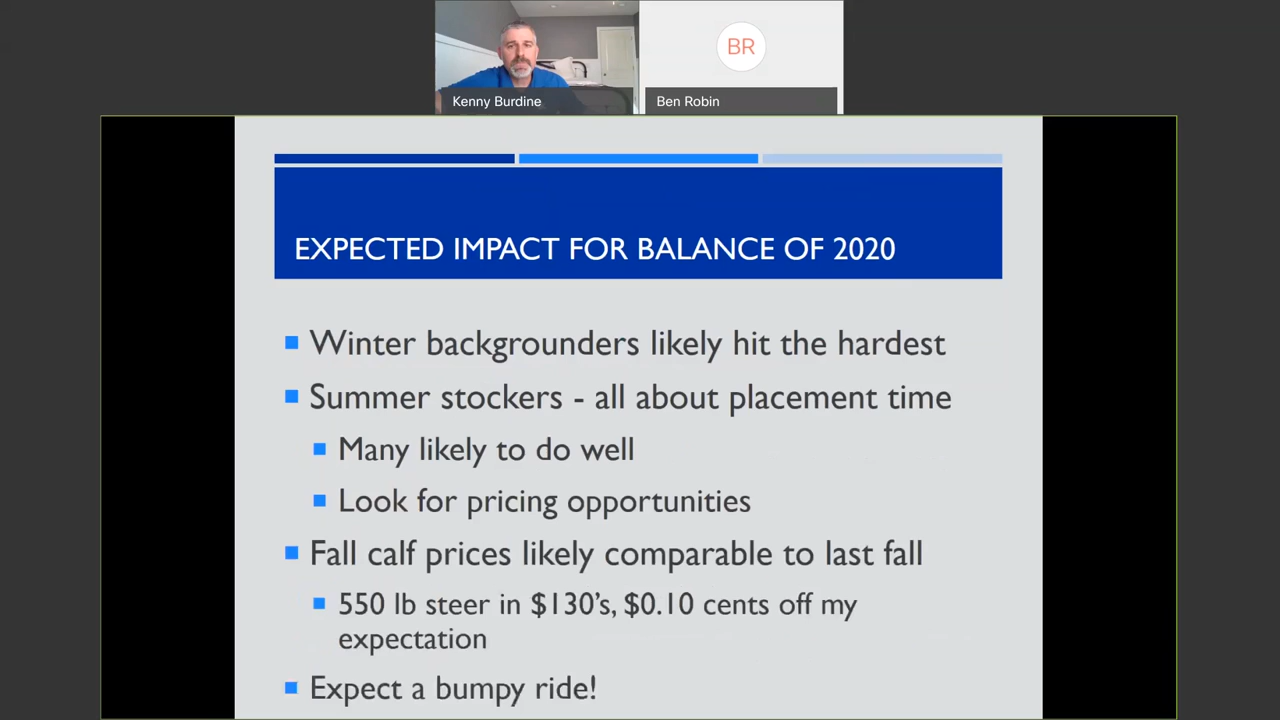 BR
Kenny Burdine
Ben Robin
EXPECTED IMPACT FOR BALANCE OF 2020
Winter backgrounders likely hit the hardest
Summer stockers - all about placement time
Many likely to do well
Look for pricing opportunities
Fall calf prices likely comparable to last fall
550 lb steer in $130’s, $0.10 cents off my
expectation
Expect a bumpy ride!